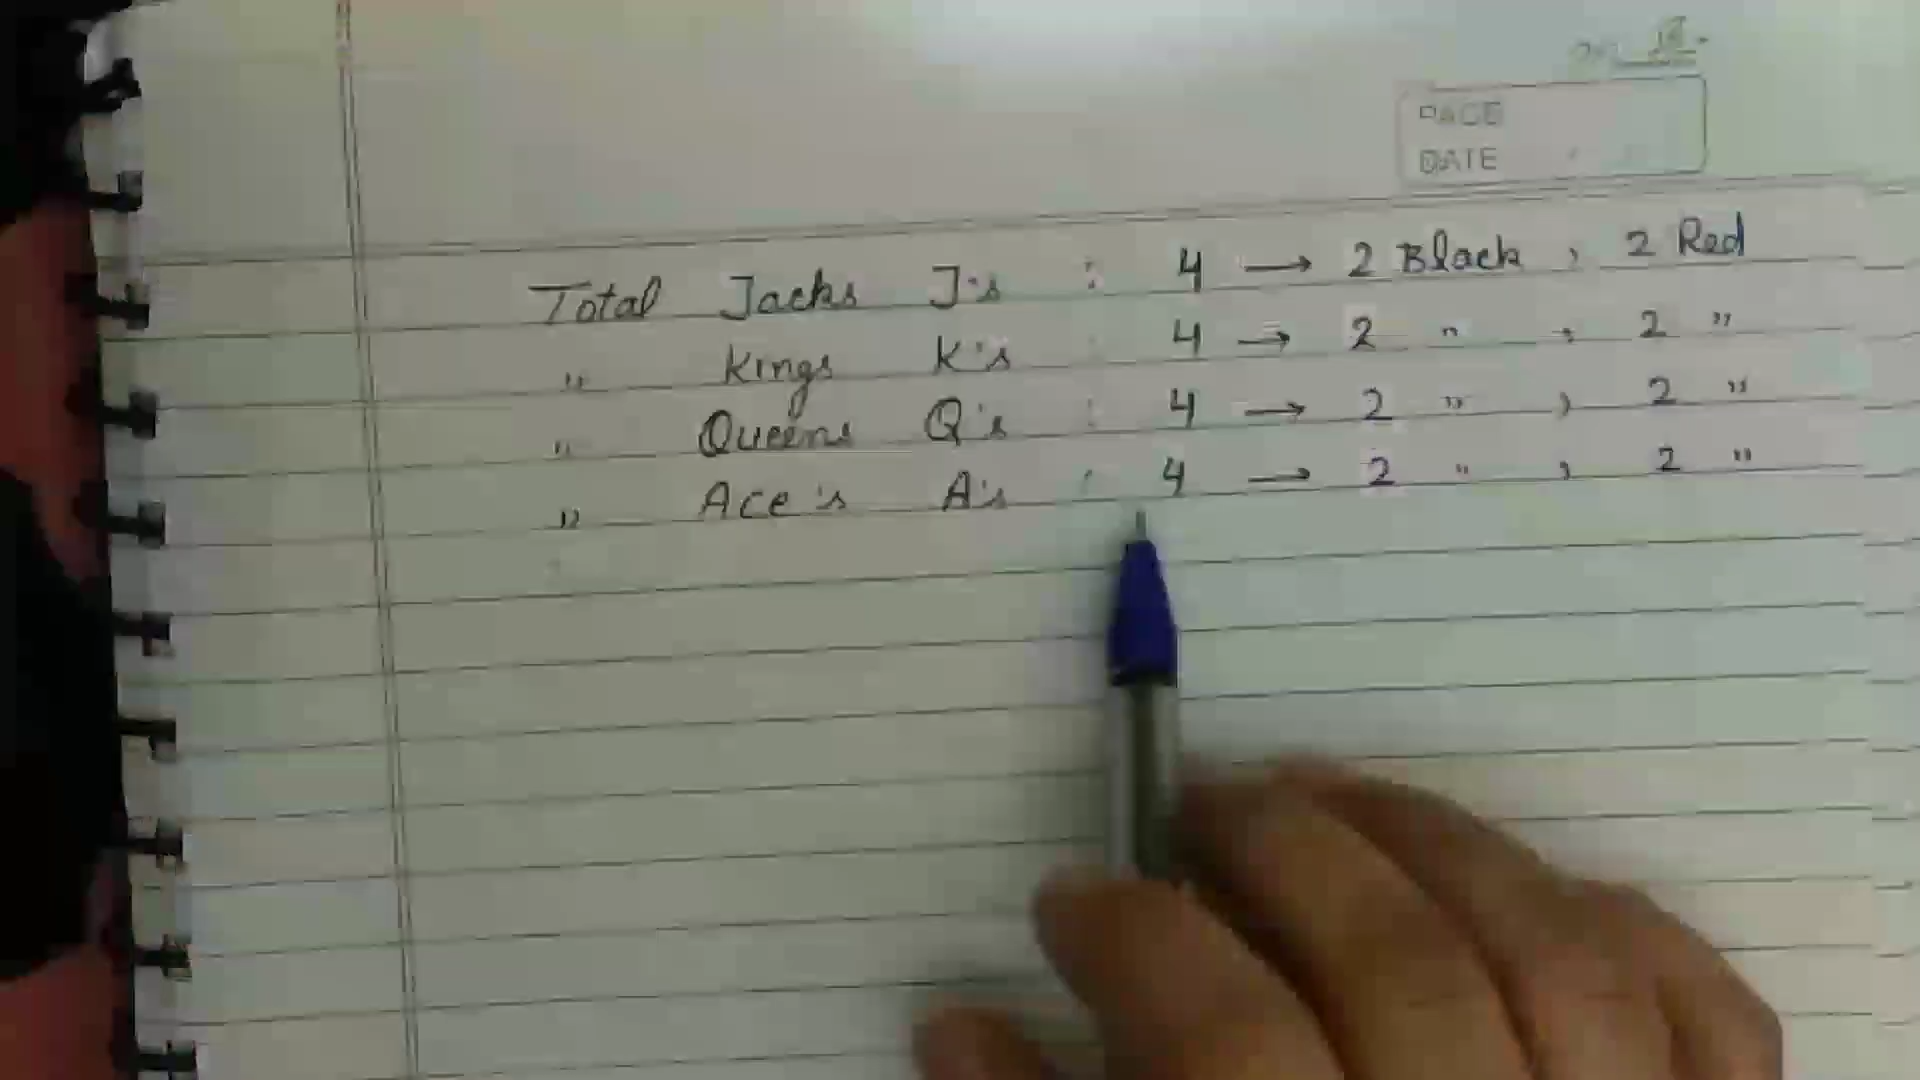 PAGE
DATE
Total Jacks J's : 4 → 2 Black , 2 Red
" Kings K's : 4 → 2 " , 2 "
" Queens Q's : 4 → 2 " , 2 "
" Ace's A's : 4 → 2 " , 2 "